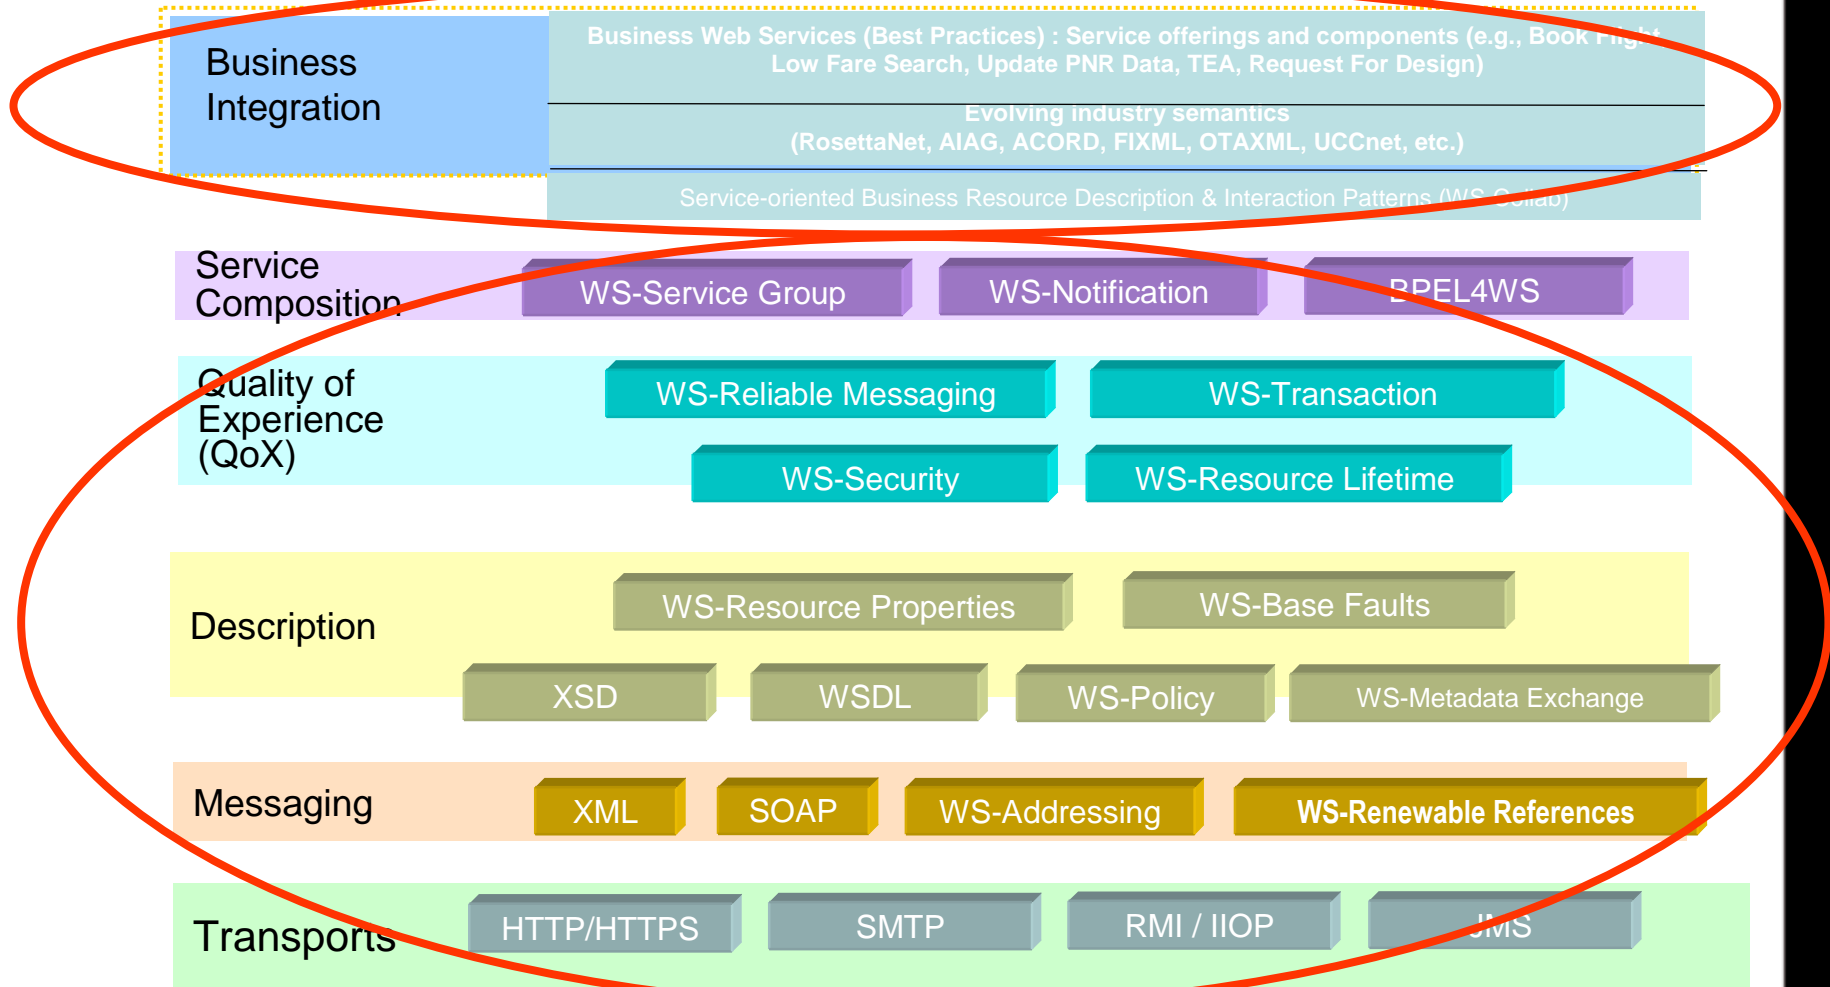 Business
Integration
Business Web Services (Best Practices) : Service offerings and components (e.g., Book Flight
Low Fare Search, Update PNR Data, TEA, Request For Design)
Evolving industry semantics
(RosettaNet, AIAG, ACORD, FIXML, OTAXML, UCCnet, etc.)
Service-oriented Business Resource Description & Interaction Patterns (WS-Collab)
Service
Composition
WS-Service Group
WS-Notification
BPEL4WS
Quality of
Experience
(QoX)
WS-Reliable Messaging
WS-Transaction
WS-Security
WS-Resource Lifetime
Description
WS-Resource Properties
WS-Base Faults
XSD
WSDL
WS-Policy
WS-Metadata Exchange
Messaging
XML
SOAP
WS-Addressing
WS-Renewable References
Transports
HTTP/HTTPS
SMTP
RMI / IIOP
JMS